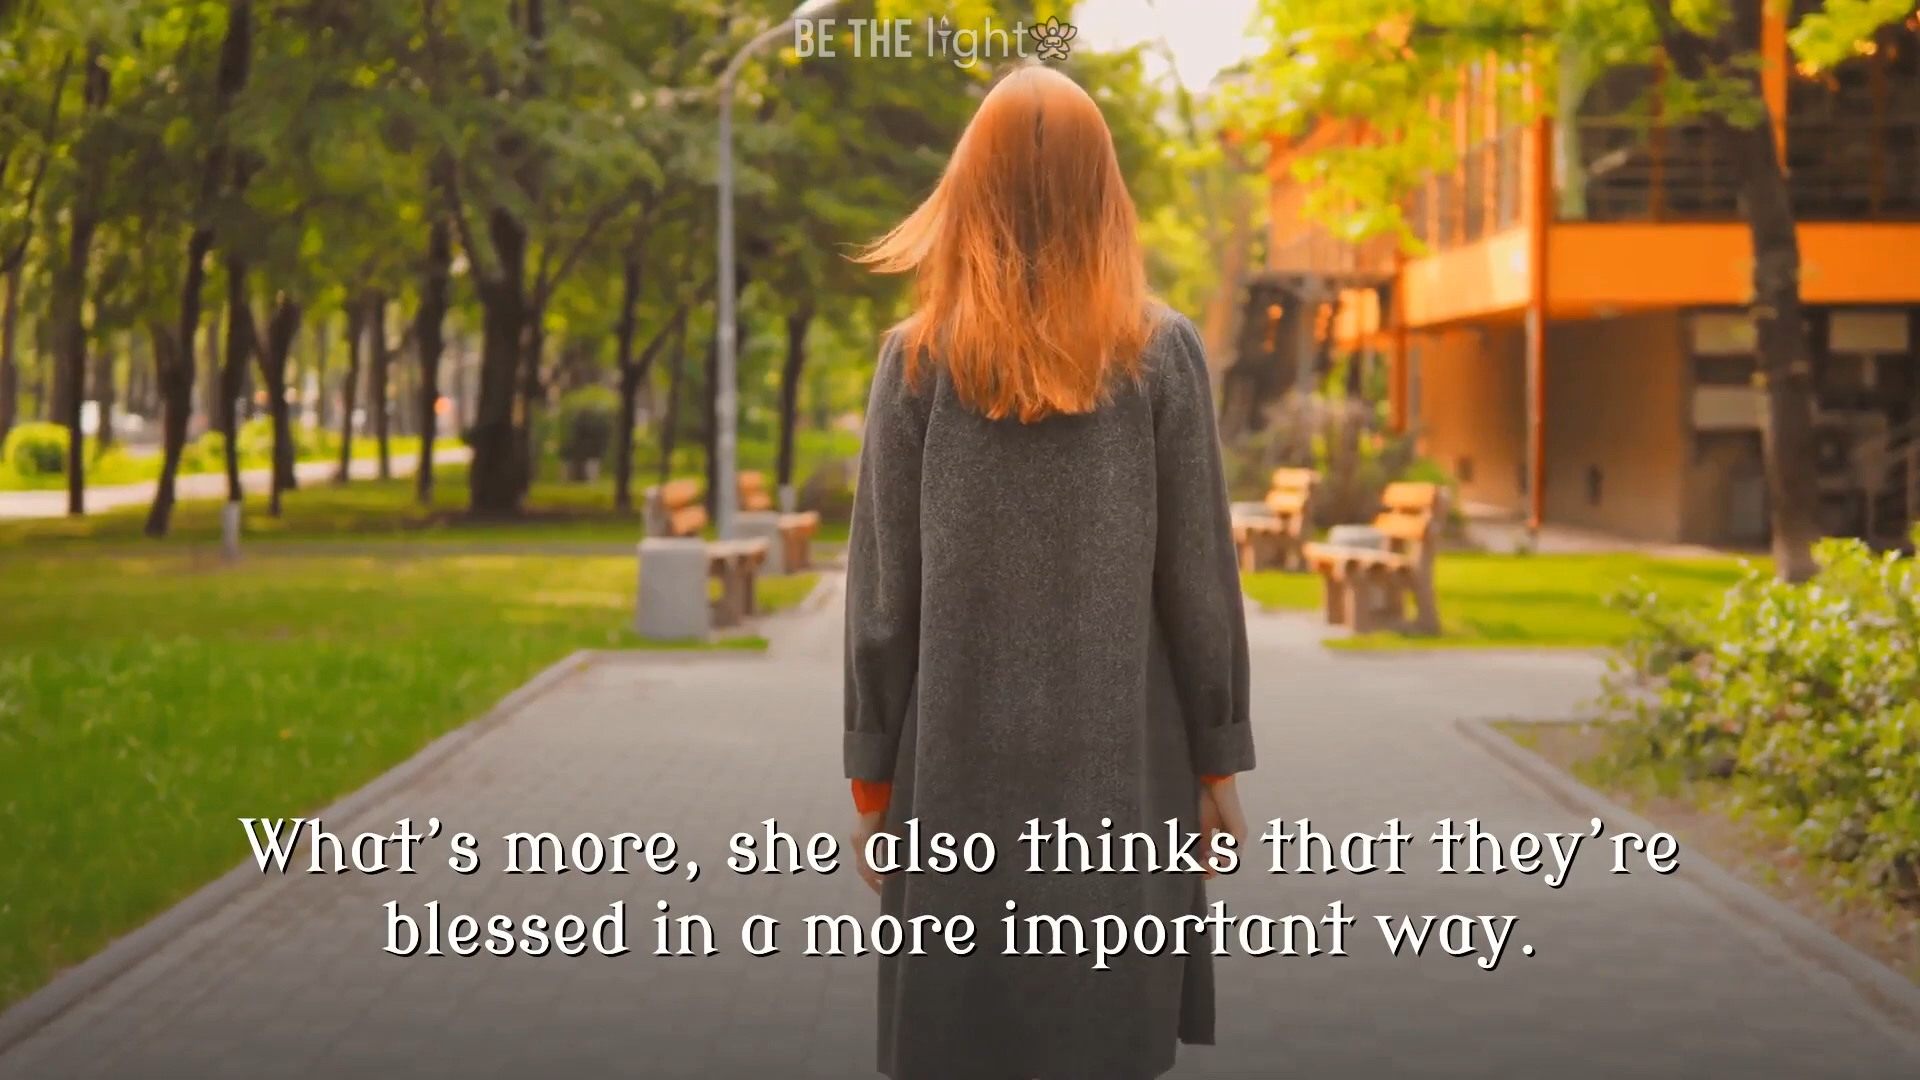 BE THE light
What's more, she also thinks that they're
blessed in a more important way.